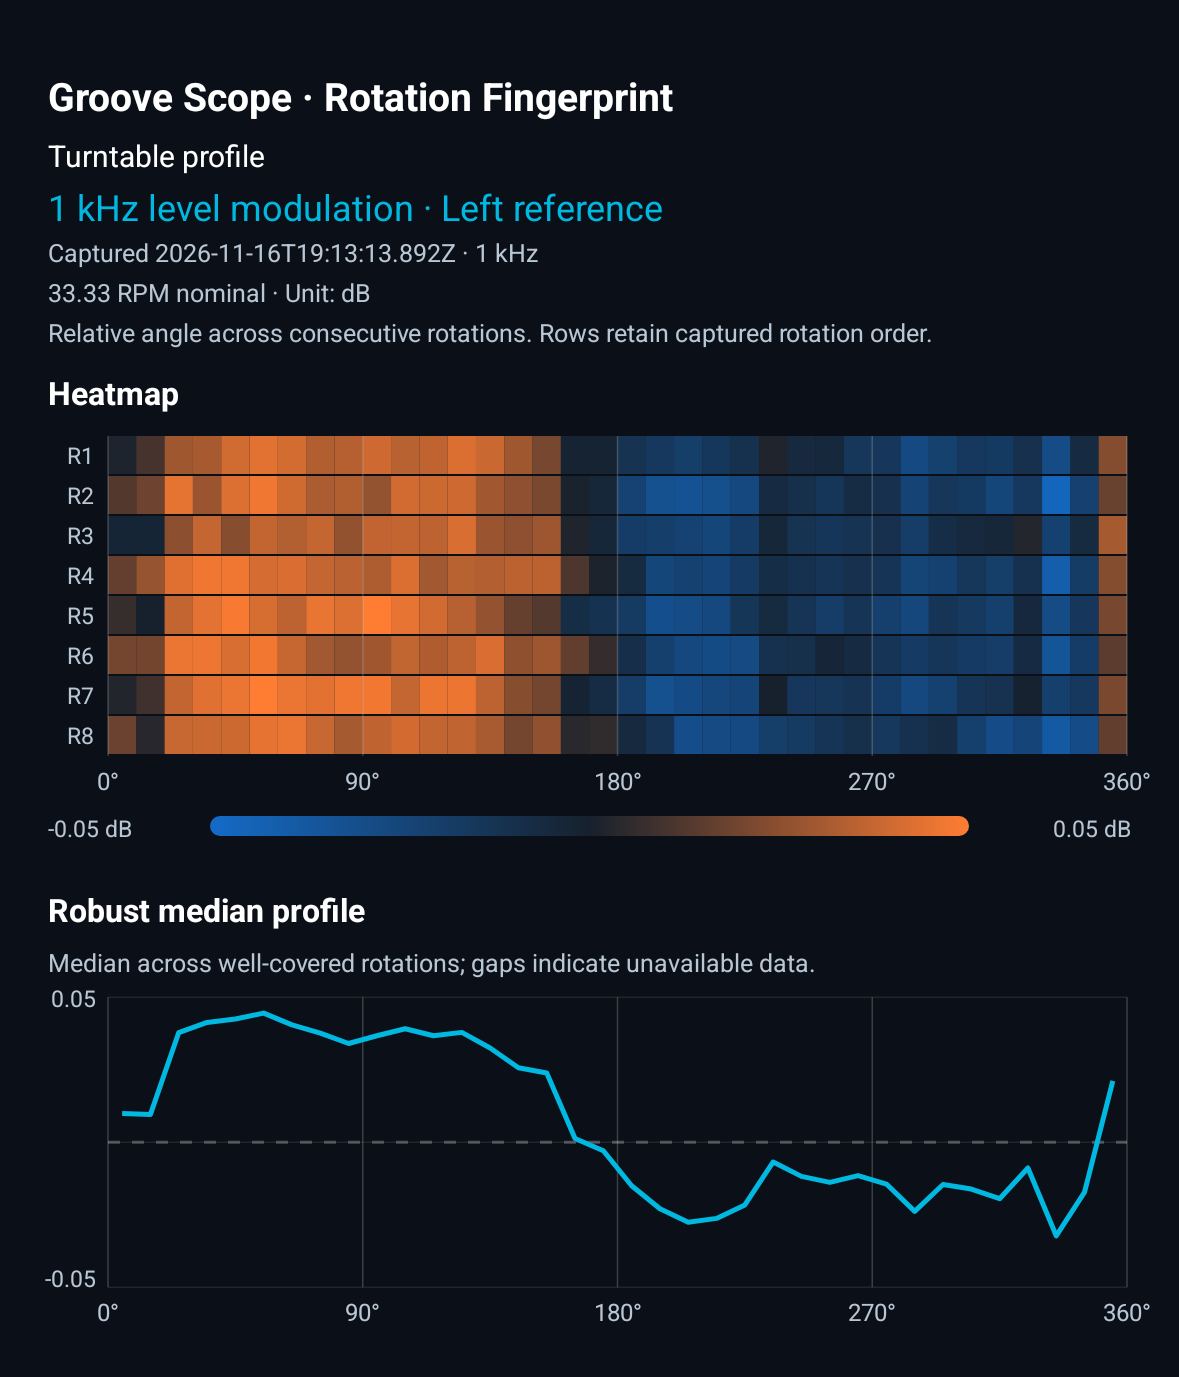 Groove Scope · Rotation Fingerprint
Turntable profile
1 kHz level modulation · Left reference
Captured 2026-11-16T19:13:13.892Z · 1 kHz
33.33 RPM nominal · Unit: dB
Relative angle across consecutive rotations. Rows retain captured rotation order.
Heatmap
R1
R2
R3
R4
R5
R6
R7
R8
0° 90° 180° 270° 360°
-0.05 dB 0.05 dB
Robust median profile
Median across well-covered rotations; gaps indicate unavailable data.
0.05
-0.05
0° 90° 180° 270° 360°